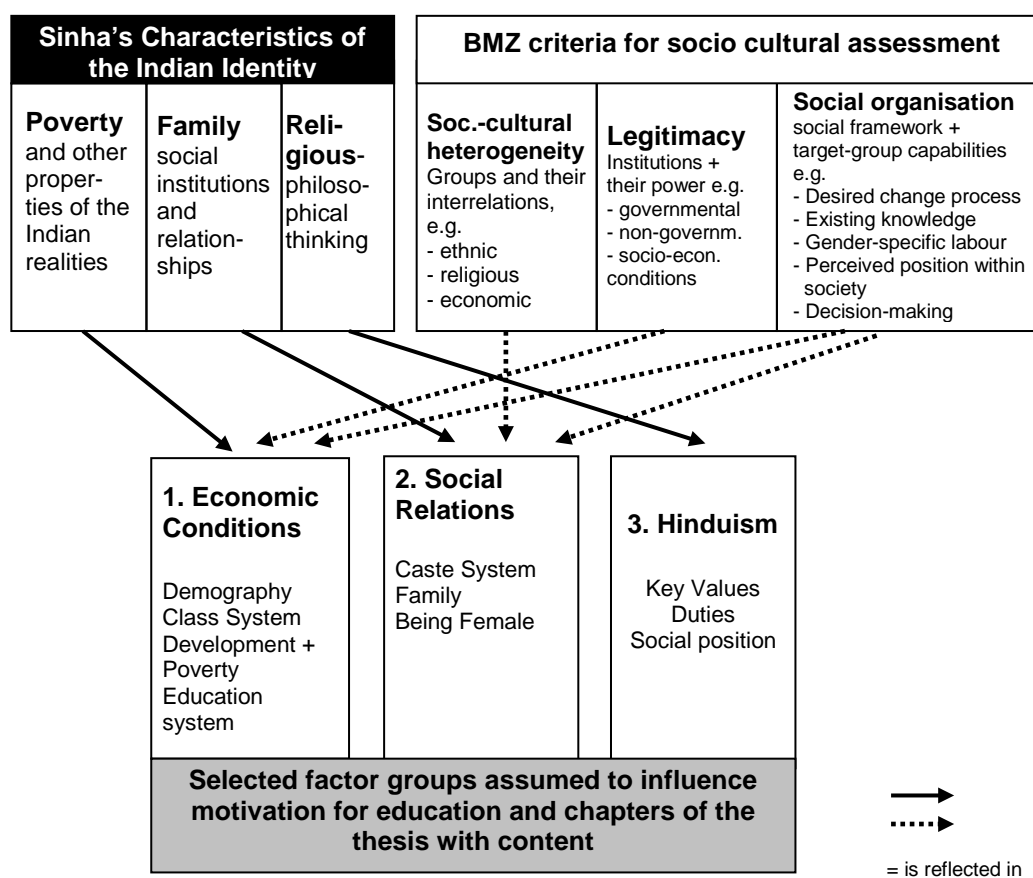 Sinha's Characteristics of
the Indian Identity
BMZ criteria for socio cultural assessment
Poverty
and other
proper-
ties of the
Indian
realities
Family
social
institutions
and
relation-
ships
Reli-
gious-
philoso-
phical
thinking
Soc.-cultural
heterogeneity
Groups and their
interrelations,
e.g.
- ethnic
- religious
- economic
Legitimacy
Institutions +
their power e.g.
- governmental
- non-governm.
- socio-econ.
conditions
Social organisation
social framework +
target-group capabilities
e.g.
- Desired change process
- Existing knowledge
- Gender-specific labour
- Perceived position within
society
- Decision-making
1. Economic
Conditions
Demography
Class System
Development +
Poverty
Education
system
2. Social
Relations
Caste System
Family
Being Female
3. Hinduism
Key Values
Duties
Social position
Selected factor groups assumed to influence
motivation for education and chapters of the
thesis with content
= is reflected in